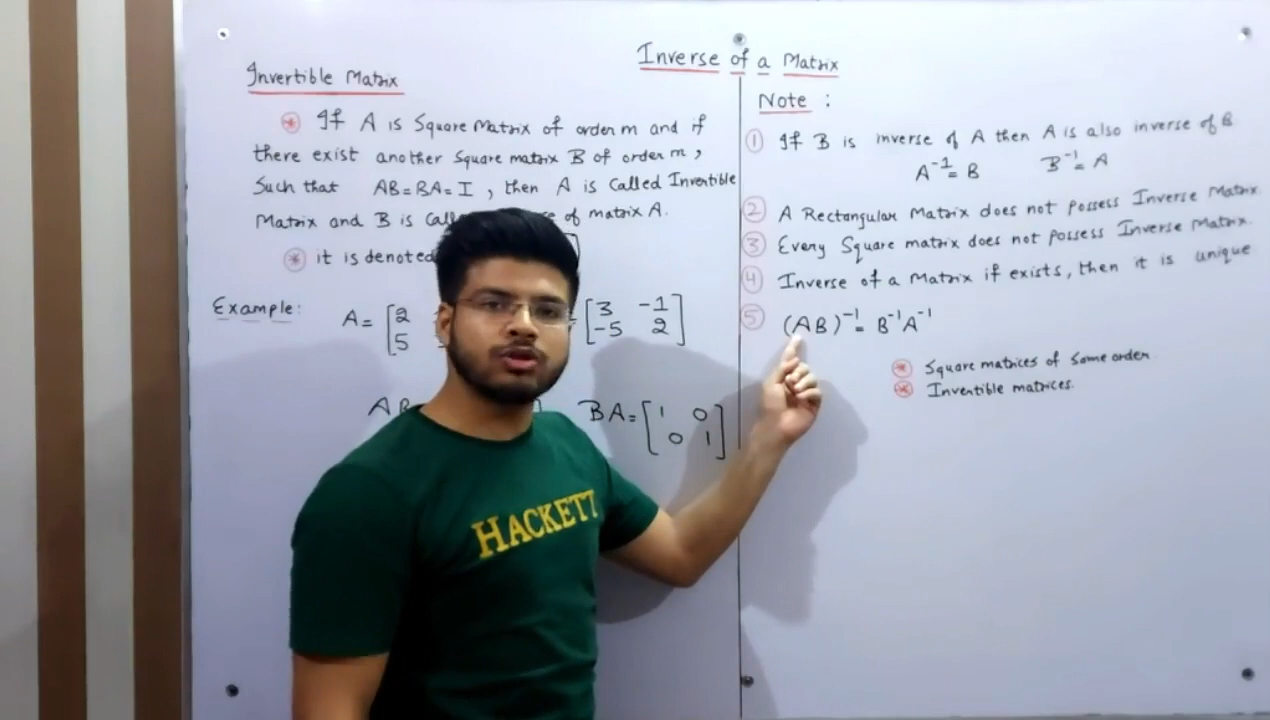 Inverse of a Matrix
Invertible Matrix
* If A is Square Matrix of order m and if
there exist another Square matrix B of order m,
Such that AB=BA=I, then A is Called Invertible
Matrix and B is of matrix A.
* it is denoted
Example: A= [2
5
[3 -1
-5 2]
BA= [1 0
0 1]
Note :
① If B is inverse of A then A is also inverse of B
A⁻¹= B B⁻¹= A
② A Rectangular Matrix does not possess Inverse Matrix.
③ Every Square matrix does not possess Inverse Matrix.
④ Inverse of a Matrix if exists, then it is unique
⑤ (AB)⁻¹= B⁻¹A⁻¹
* Square matrices of Same order.
* Invertible matrices.
HACKETT